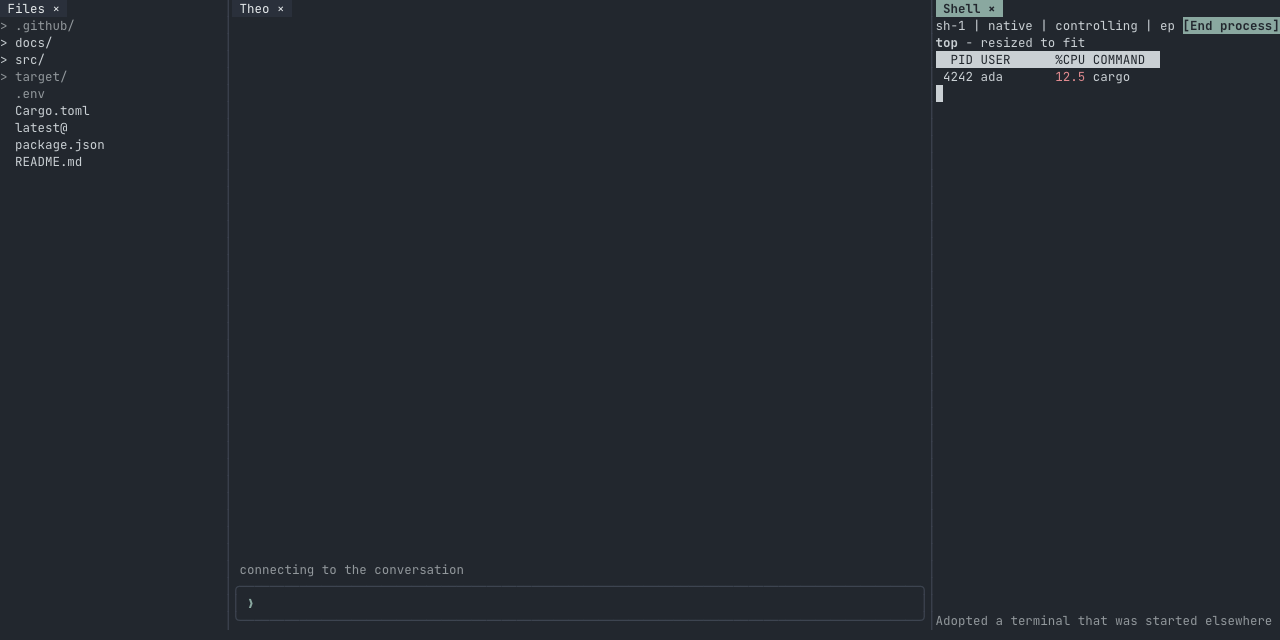 Files ×
> .github/
> docs/
> src/
> target/
.env
Cargo.toml
latest@
package.json
README.md
Theo ×
connecting to the conversation
❯
Shell ×
sh-1 | native | controlling | ep [End process]
top - resized to fit
PID USER %CPU COMMAND
4242 ada 12.5 cargo
Adopted a terminal that was started elsewhere